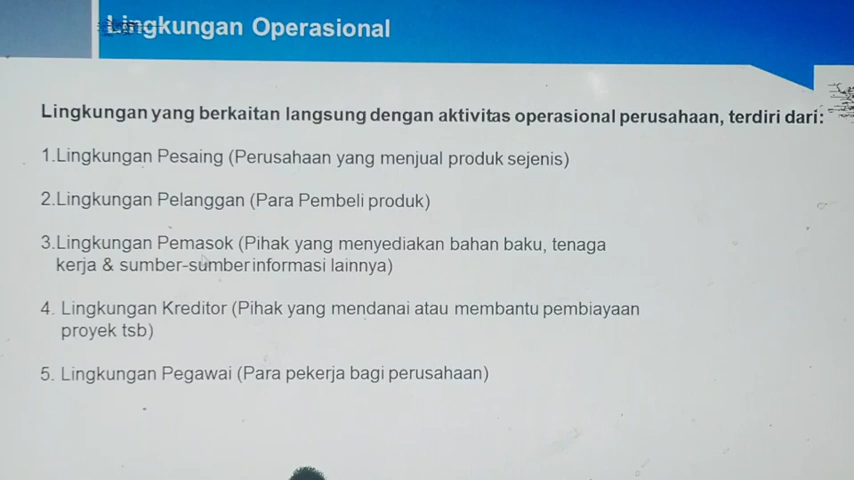 Lingkungan Operasional
Lingkungan yang berkaitan langsung dengan aktivitas operasional perusahaan, terdiri dari:
1.Lingkungan Pesaing (Perusahaan yang menjual produk sejenis)
2.Lingkungan Pelanggan (Para Pembeli produk)
3.Lingkungan Pemasok (Pihak yang menyediakan bahan baku, tenaga
kerja & sumber-sumber informasi lainnya)
4. Lingkungan Kreditor (Pihak yang mendanai atau membantu pembiayaan
proyek tsb)
5. Lingkungan Pegawai (Para pekerja bagi perusahaan)